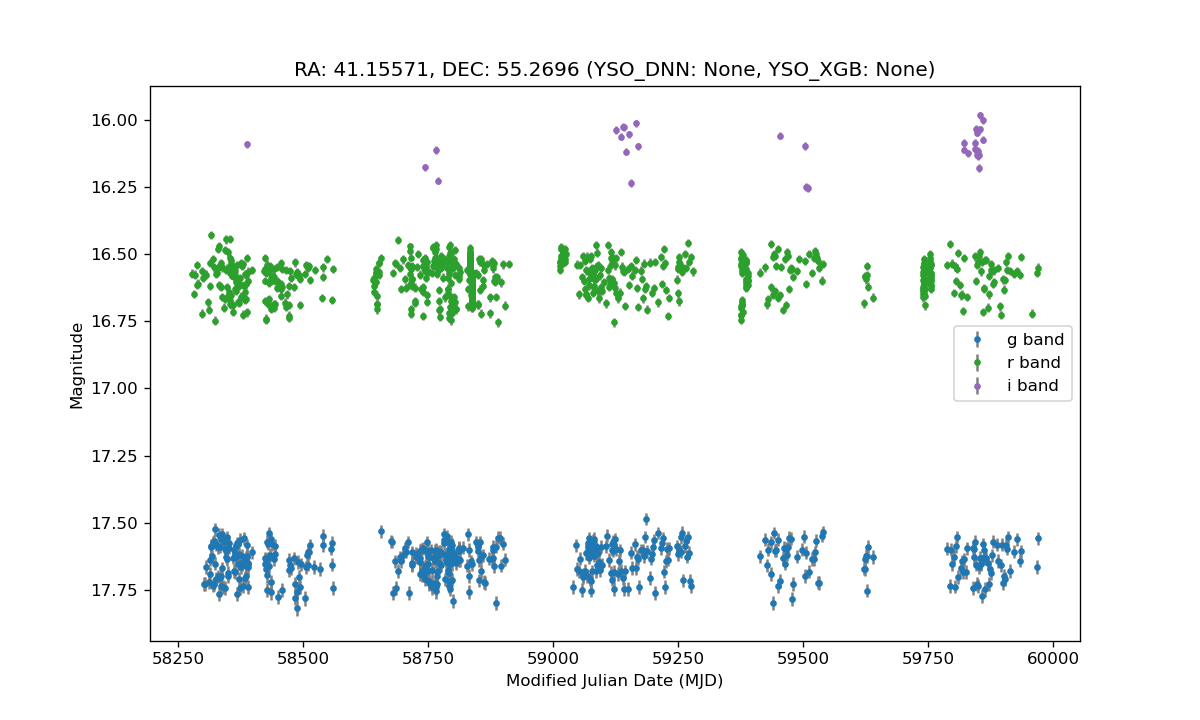 RA: 41.15571, DEC: 55.2696 (YSO_DNN: None, YSO_XGB: None)
Magnitude
16.00
16.25
16.50
16.75
17.00
17.25
17.50
17.75
g band
r band
i band
58250 58500 58750 59000 59250 59500 59750 60000
Modified Julian Date (MJD)